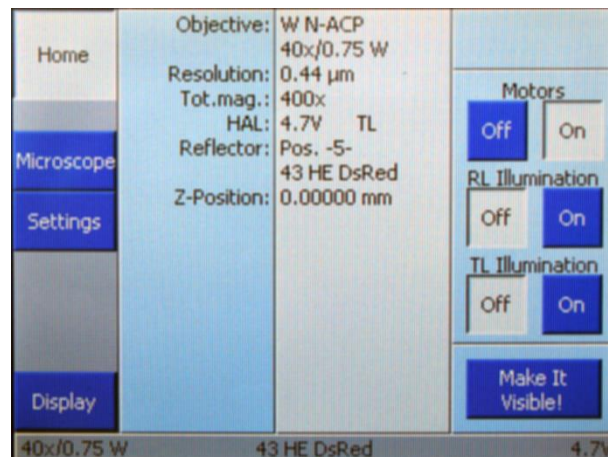 Home
Microscope
Settings
Display
Objective: W N-ACP
40x/0.75 W
Resolution: 0.44 µm
Tot.mag.: 400x
HAL: 4.7V TL
Reflector: Pos. -5-
43 HE DsRed
Z-Position: 0.00000 mm
Motors
Off On
RL Illumination
Off On
TL Illumination
Off On
Make It
Visible!
40x/0.75 W 43 HE DsRed 4.7V